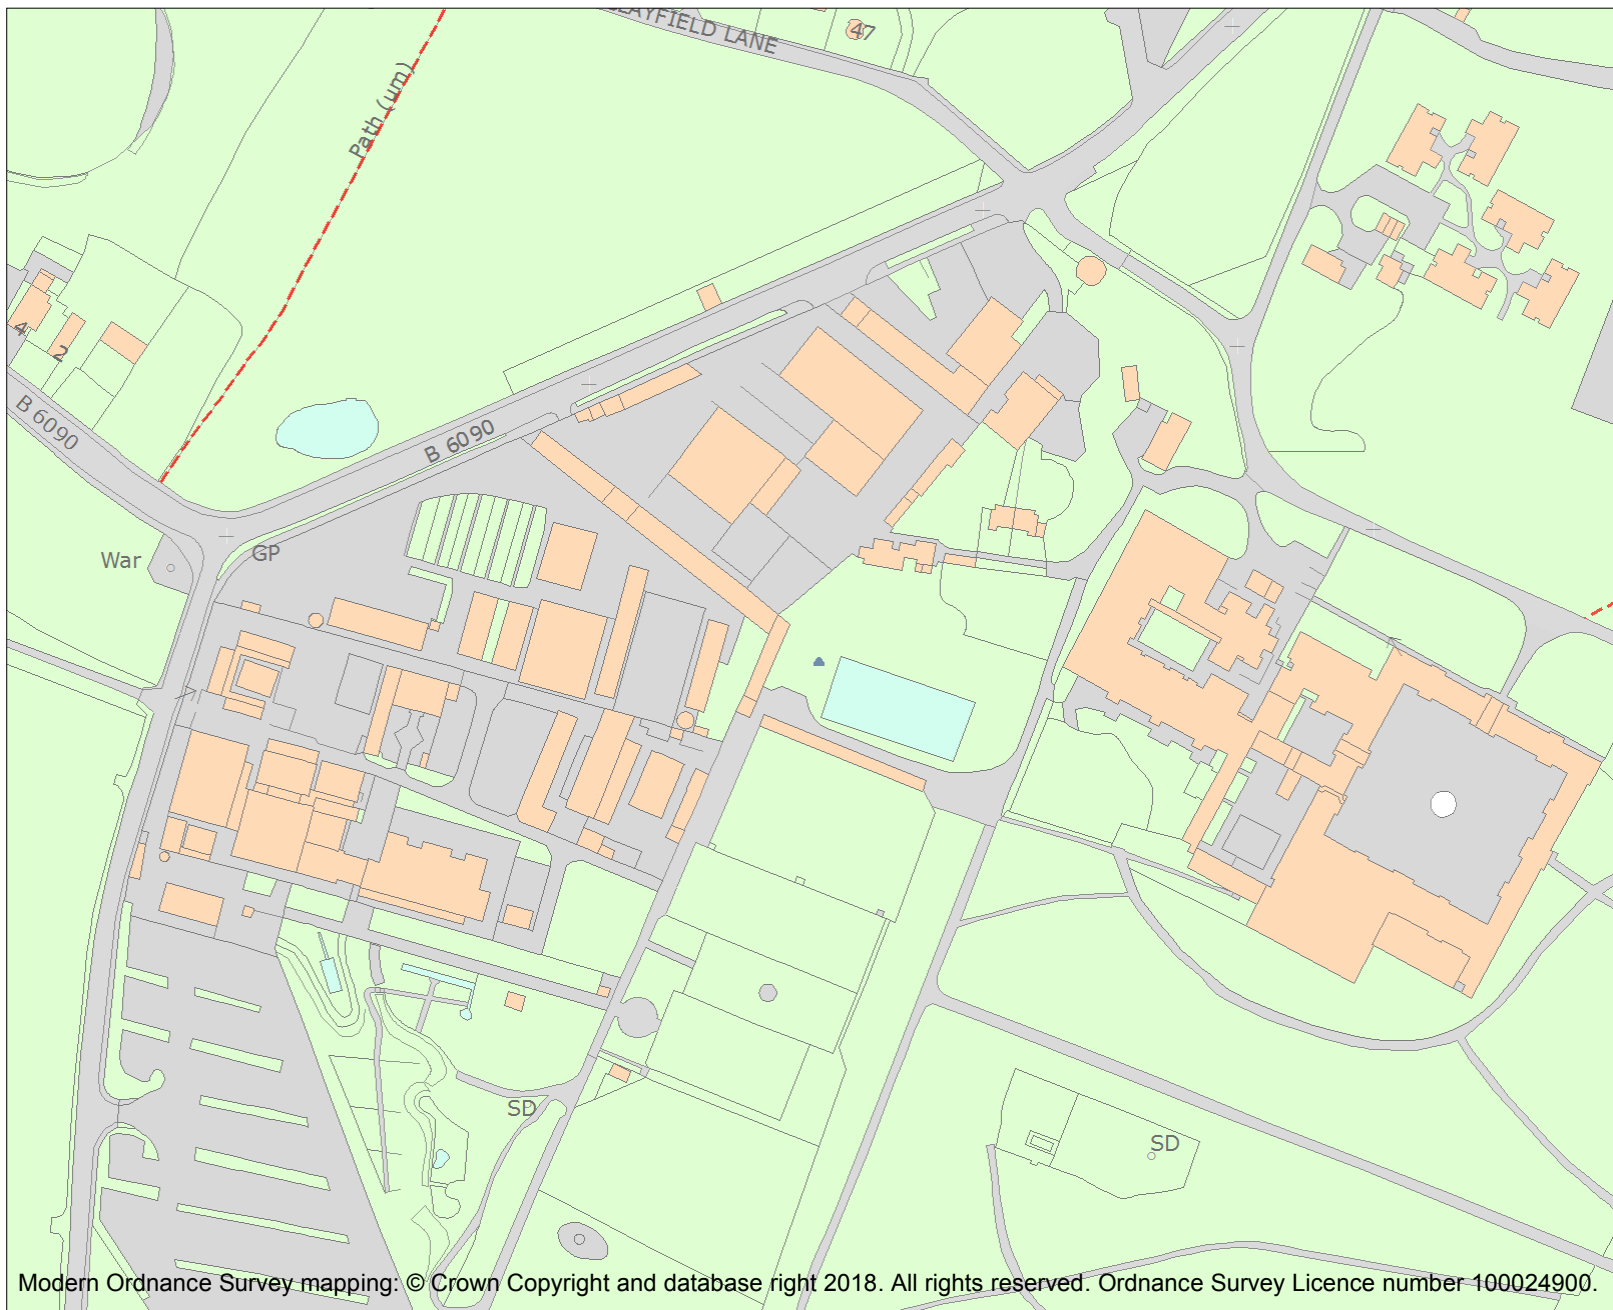 LAYFIELD LANE
47
Path (um)
4
2
B 6090
B 6090
War
GP
SD
SD
Modern Ordnance Survey mapping: © Crown Copyright and database right 2018. All rights reserved. Ordnance Survey Licence number 100024900.